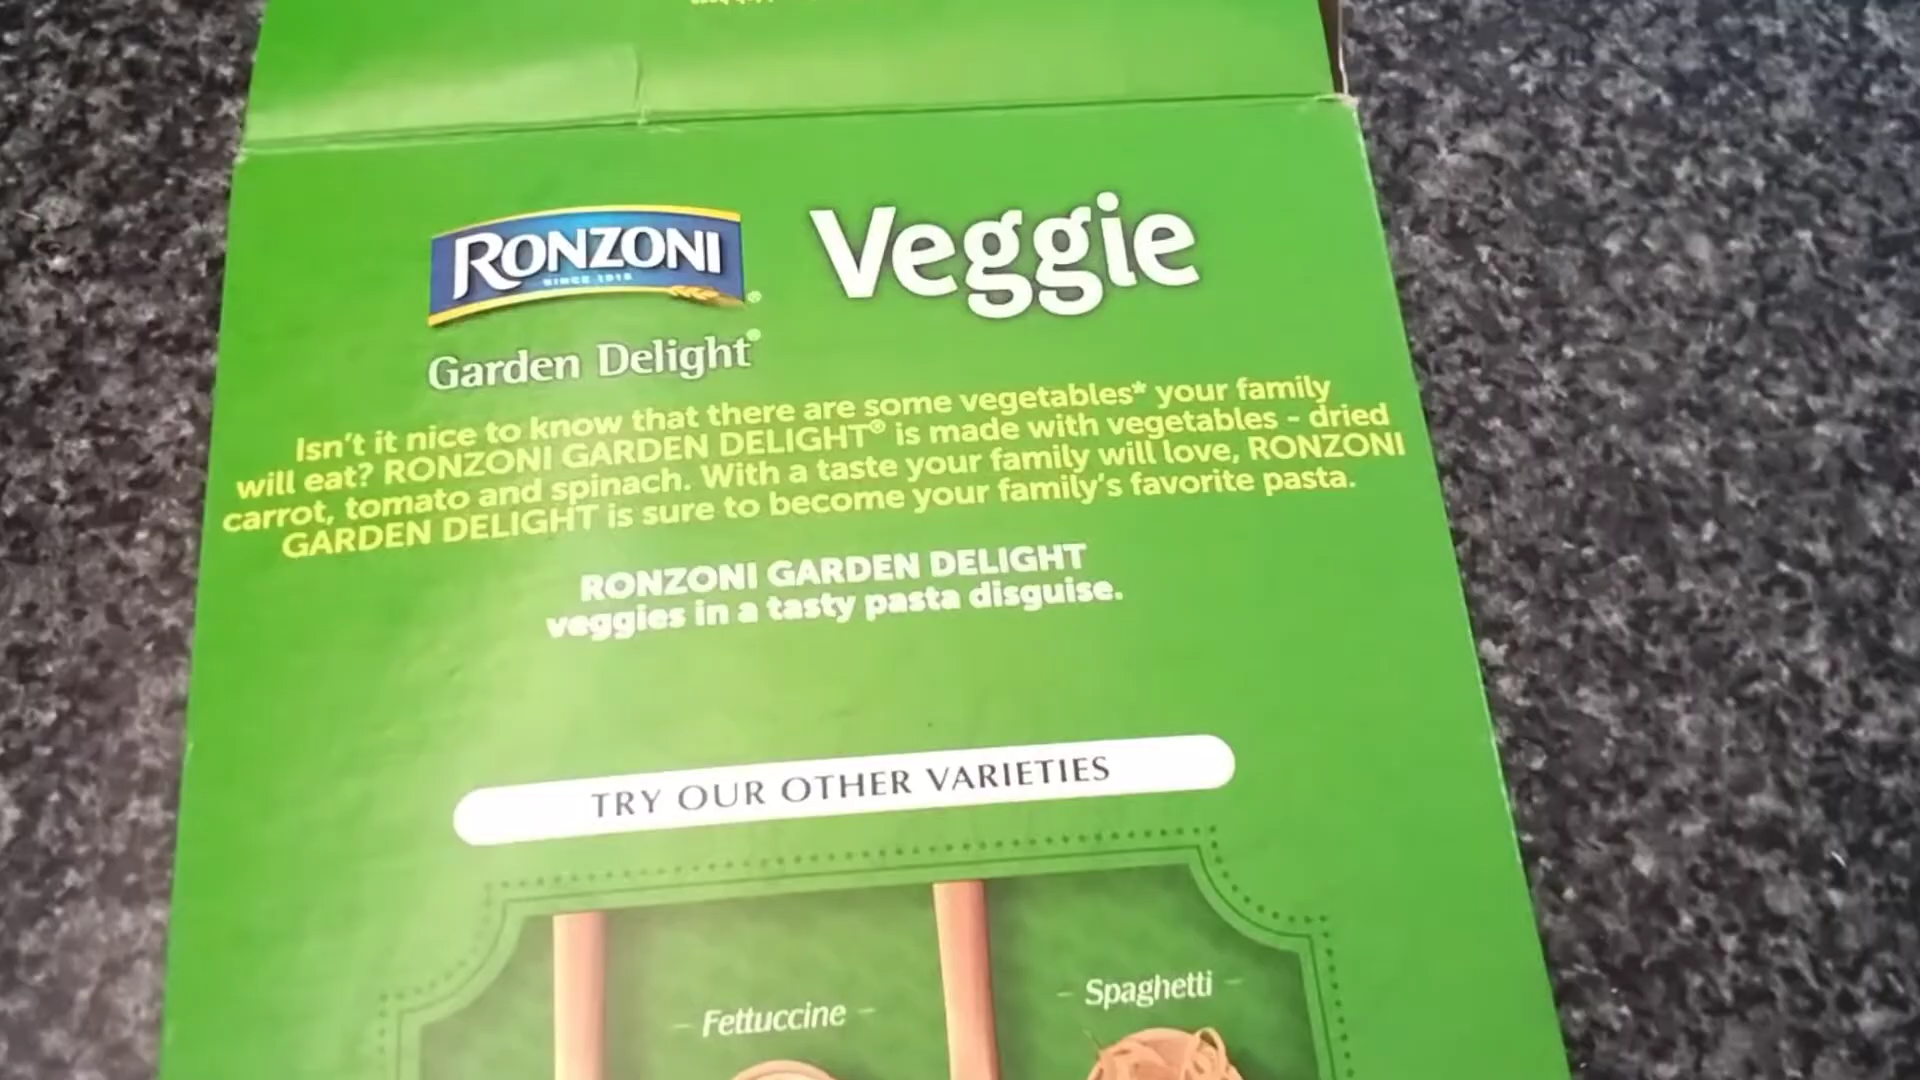 RONZONI
SINCE 1915
Veggie
Garden Delight®
Isn't it nice to know that there are some vegetables* your family
will eat? RONZONI GARDEN DELIGHT® is made with vegetables - dried
carrot, tomato and spinach. With a taste your family will love, RONZONI
GARDEN DELIGHT is sure to become your family's favorite pasta.
RONZONI GARDEN DELIGHT
veggies in a tasty pasta disguise.
TRY OUR OTHER VARIETIES
Fettuccine
Spaghetti